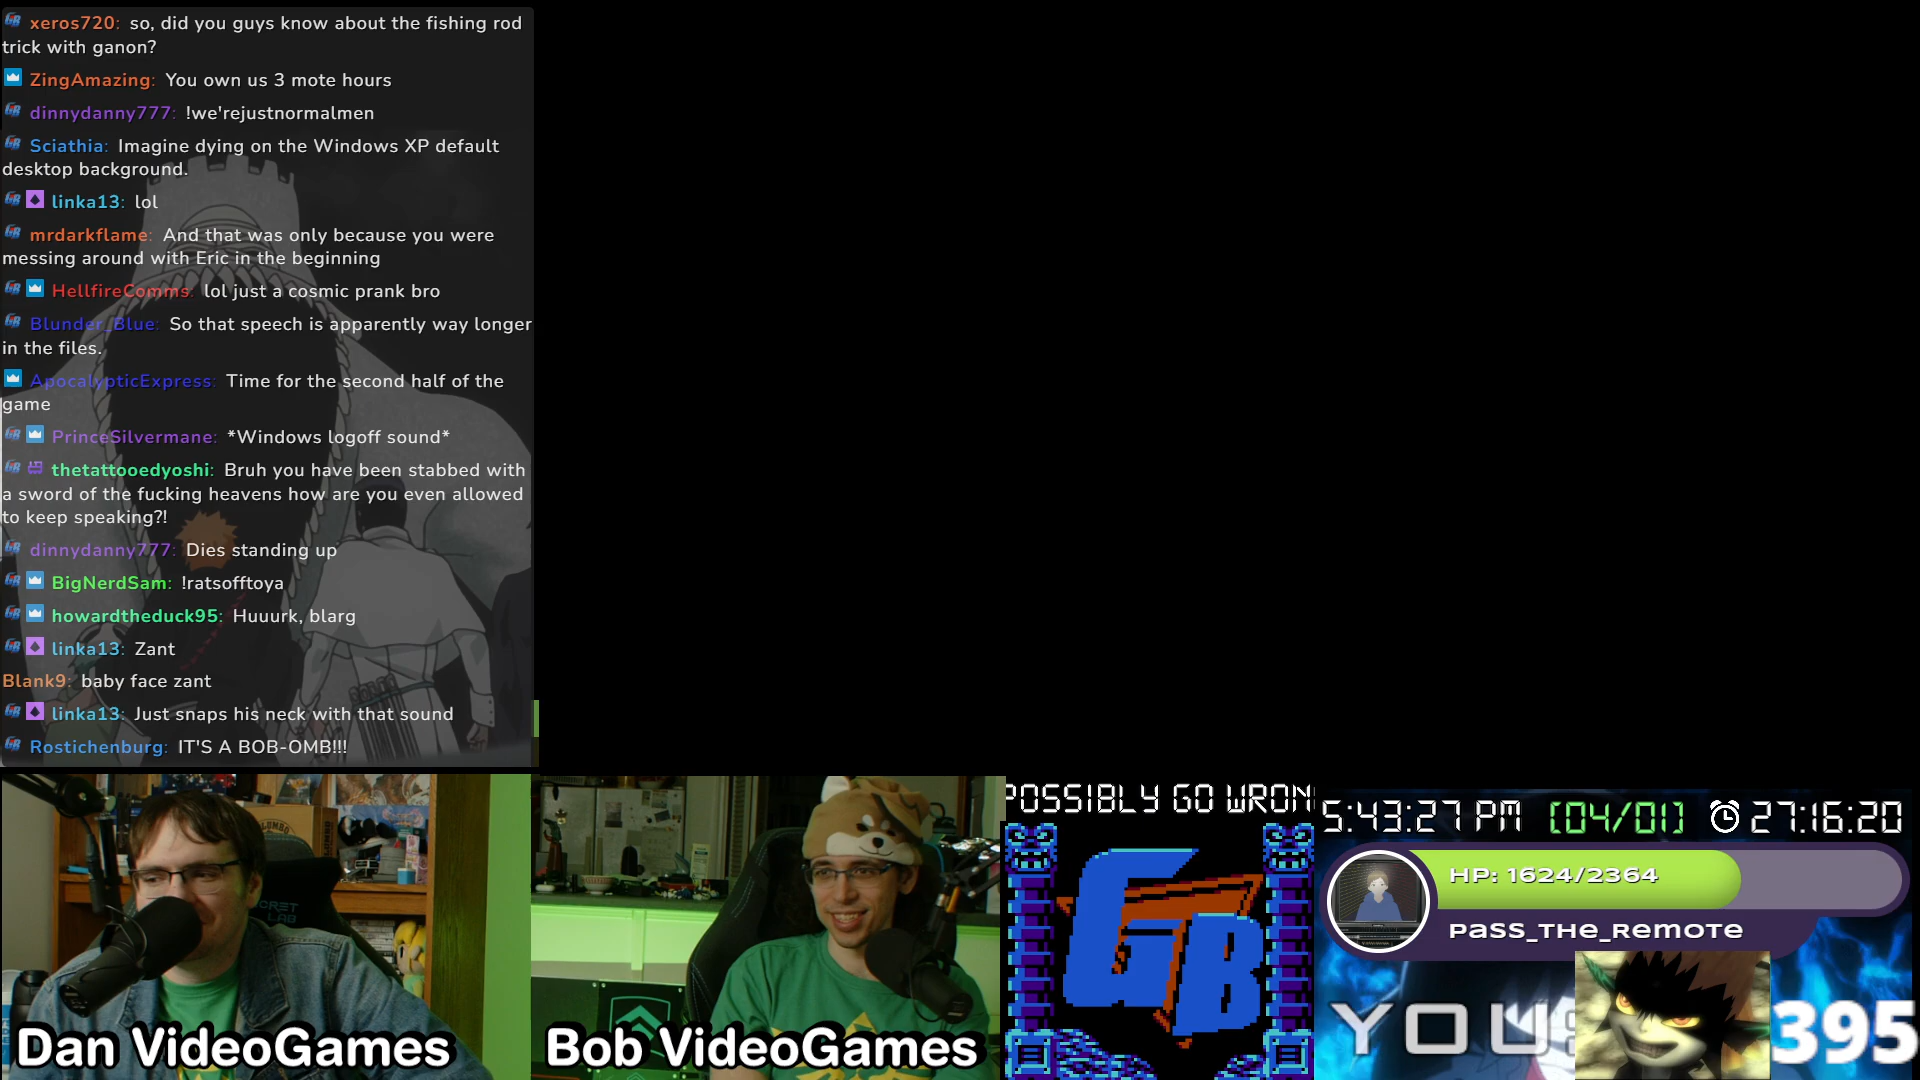 xeros720: so, did you guys know about the fishing rod
trick with ganon?
ZingAmazing: You own us 3 mote hours
dinnydanny777: !we'rejustnormalmen
Sciathia: Imagine dying on the Windows XP default
desktop background.
linka13: lol
mrdarkflame: And that was only because you were
messing around with Eric in the beginning
HellfireComms: lol just a cosmic prank bro
Blunder_Blue: So that speech is apparently way longer
in the files.
ApocalypticExpress: Time for the second half of the
game
PrinceSilvermane: *Windows logoff sound*
thetattooedyoshi: Bruh you have been stabbed with
a sword of the fucking heavens how are you even allowed
to keep speaking?!
dinnydanny777: Dies standing up
BigNerdSam: !ratsofftoya
howardtheduck95: Huuurk, blarg
linka13: Zant
Blank9: baby face zant
linka13: Just snaps his neck with that sound
Rostichenburg: IT'S A BOB-OMB!!!
CRET
LAB
Dan VideoGames
Bob VideoGames
POSSIBLY GO WRON
GB
5:43:27 PM [04/01] 27:16:20
HP: 1624/2364
Pass_The_Remote
YOU
395